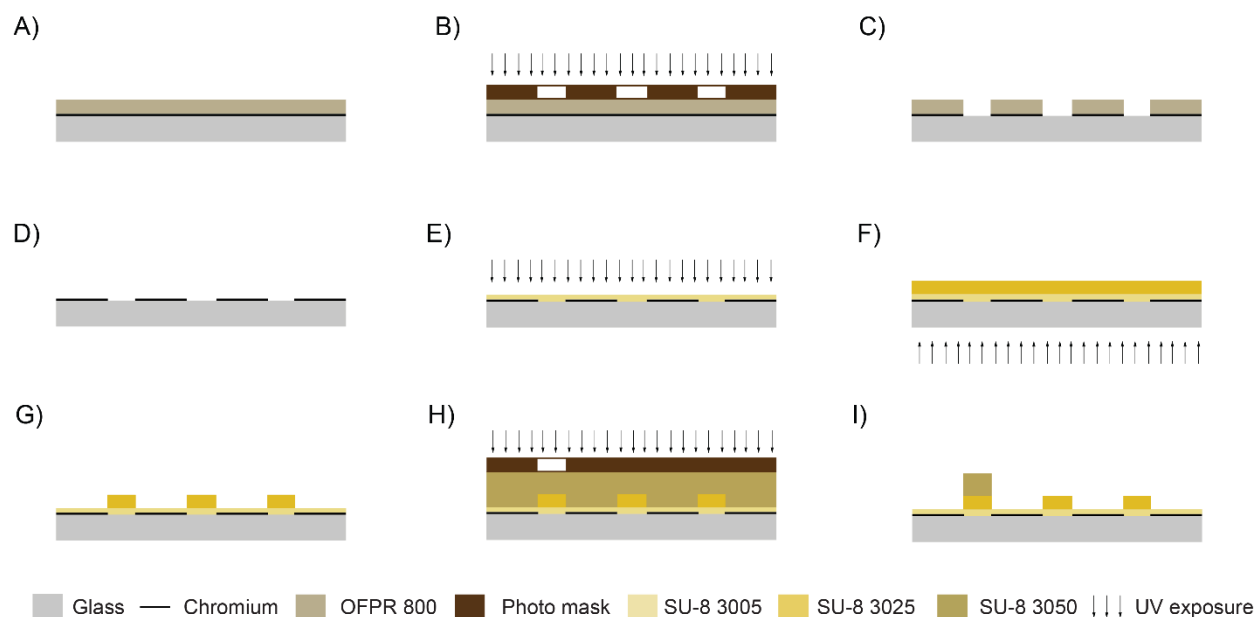 A)
B)
C)
D)
E)
F)
G)
H)
I)
Glass
Chromium
OFPR 800
Photo mask
SU-8 3005
SU-8 3025
SU-8 3050
UV exposure